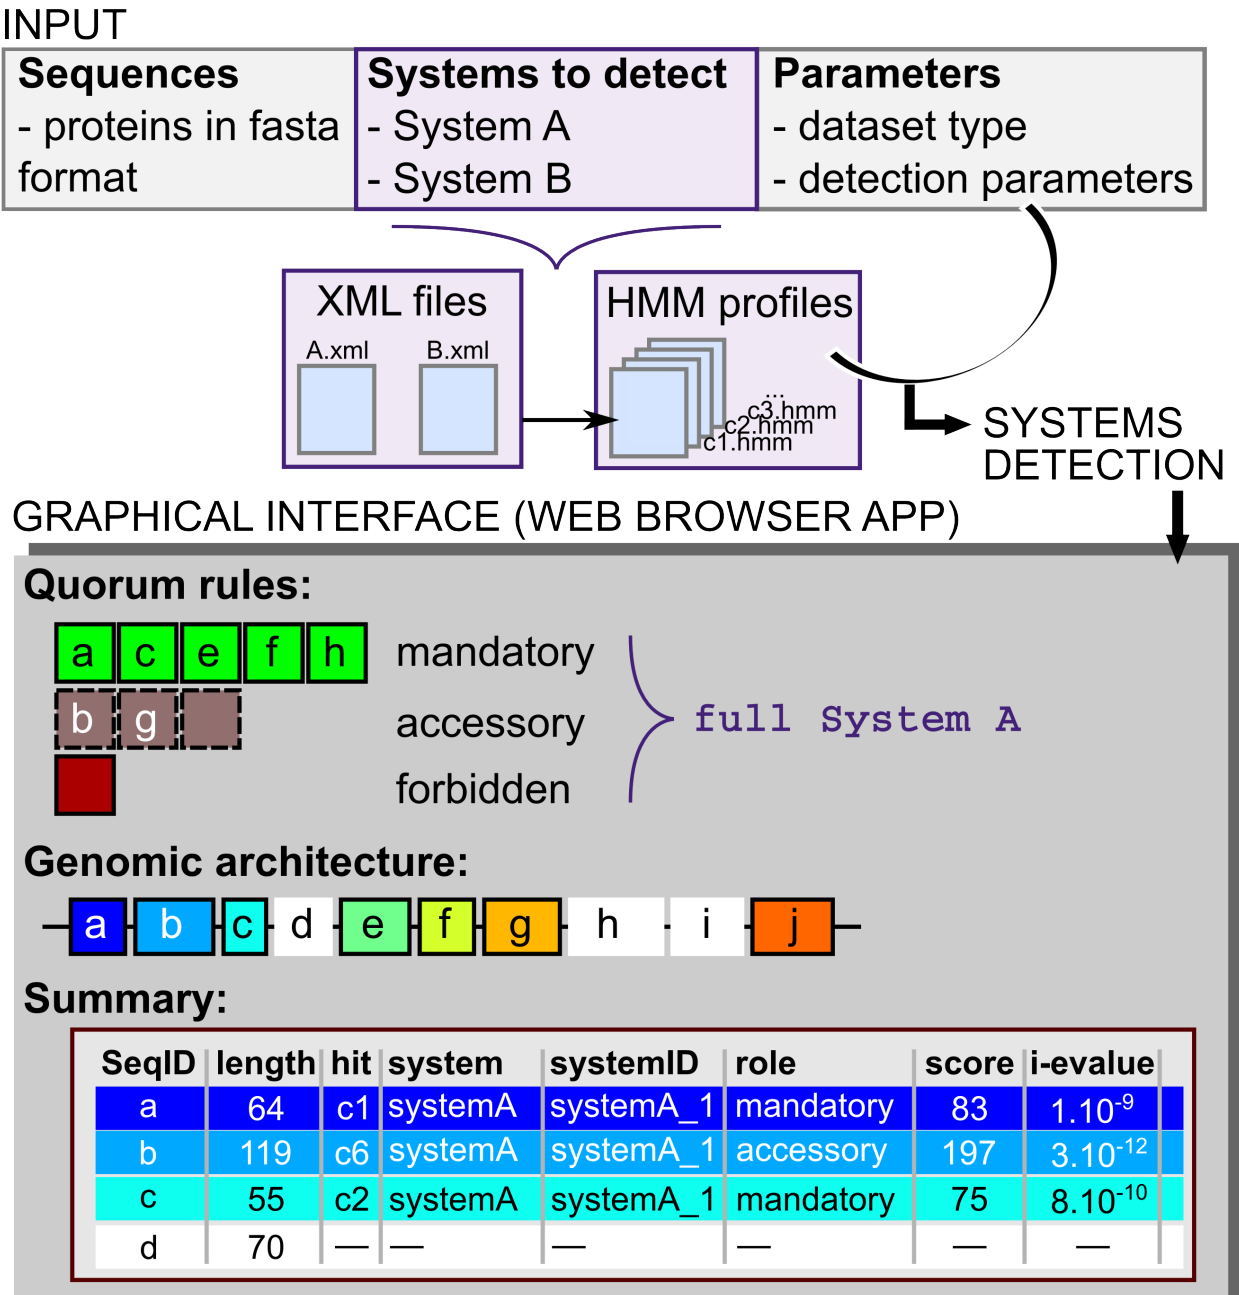 INPUT
Sequences
- proteins in fasta
format
Systems to detect
- System A
- System B
Parameters
- dataset type
- detection parameters
XML files
A.xml B.xml
HMM profiles
...
c3.hmm
c2.hmm
c1.hmm
SYSTEMS
DETECTION
GRAPHICAL INTERFACE (WEB BROWSER APP)
Quorum rules:
a c e f h mandatory
b g accessory
forbidden
full System A
Genomic architecture:
a b c d e f g h i j
Summary:
SeqID length hit system systemID role score i-evalue
a 64 c1 systemA systemA_1 mandatory 83 1.10⁻⁹
b 119 c6 systemA systemA_1 accessory 197 3.10⁻¹²
c 55 c2 systemA systemA_1 mandatory 75 8.10⁻¹⁰
d 70 — — — — — —